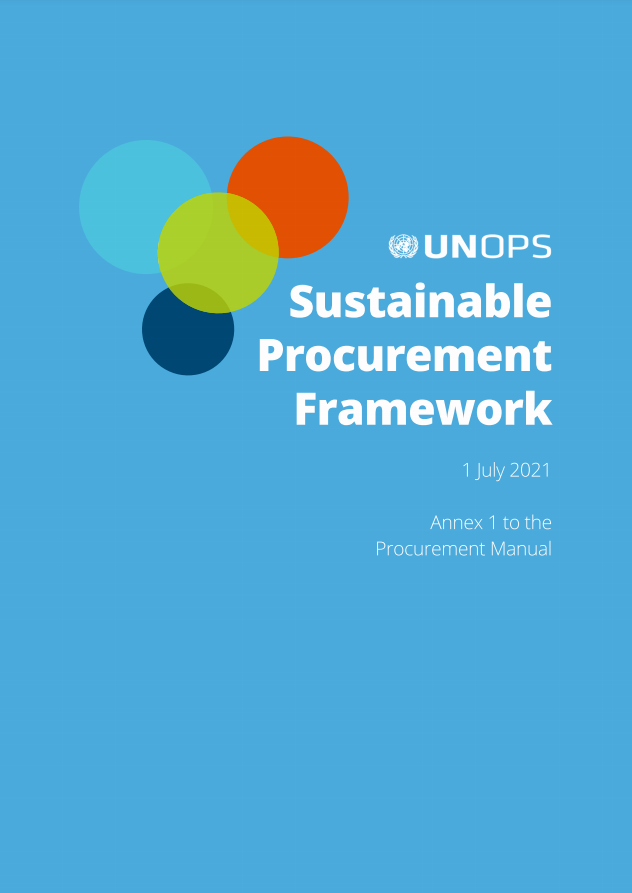 UNOPS
Sustainable
Procurement
Framework
1 July 2021
Annex 1 to the
Procurement Manual